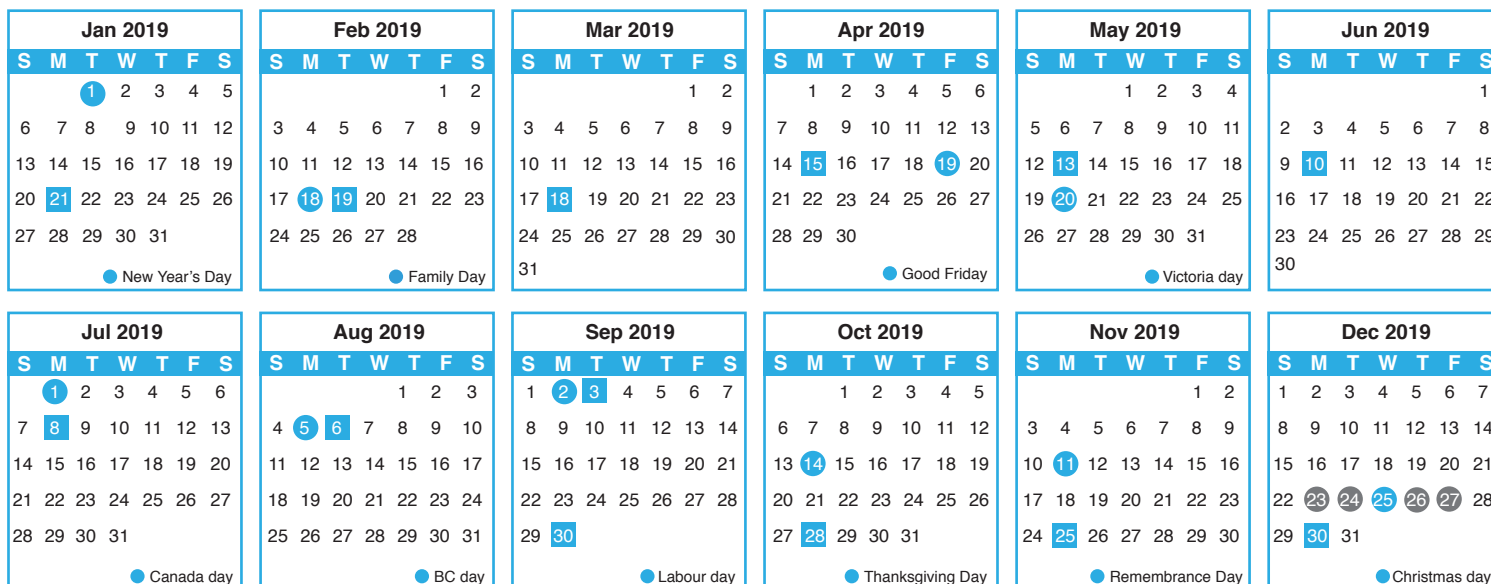 Jan 2019
S M T W T F S
1 2 3 4 5
6 7 8 9 10 11 12
13 14 15 16 17 18 19
20 21 22 23 24 25 26
27 28 29 30 31
New Year's Day
Feb 2019
S M T W T F S
1 2
3 4 5 6 7 8 9
10 11 12 13 14 15 16
17 18 19 20 21 22 23
24 25 26 27 28
Family Day
Mar 2019
S M T W T F S
1 2
3 4 5 6 7 8 9
10 11 12 13 14 15 16
17 18 19 20 21 22 23
24 25 26 27 28 29 30
31
Apr 2019
S M T W T F S
1 2 3 4 5 6
7 8 9 10 11 12 13
14 15 16 17 18 19 20
21 22 23 24 25 26 27
28 29 30
Good Friday
May 2019
S M T W T F S
1 2 3 4
5 6 7 8 9 10 11
12 13 14 15 16 17 18
19 20 21 22 23 24 25
26 27 28 29 30 31
Victoria day
Jun 2019
S M T W T F S
1
2 3 4 5 6 7 8
9 10 11 12 13 14 15
16 17 18 19 20 21 22
23 24 25 26 27 28 29
30
Jul 2019
S M T W T F S
1 2 3 4 5 6
7 8 9 10 11 12 13
14 15 16 17 18 19 20
21 22 23 24 25 26 27
28 29 30 31
Canada day
Aug 2019
S M T W T F S
1 2 3
4 5 6 7 8 9 10
11 12 13 14 15 16 17
18 19 20 21 22 23 24
25 26 27 28 29 30 31
BC day
Sep 2019
S M T W T F S
1 2 3 4 5 6 7
8 9 10 11 12 13 14
15 16 17 18 19 20 21
22 23 24 25 26 27 28
29 30
Labour day
Oct 2019
S M T W T F S
1 2 3 4 5
6 7 8 9 10 11 12
13 14 15 16 17 18 19
20 21 22 23 24 25 26
27 28 29 30 31
Thanksgiving Day
Nov 2019
S M T W T F S
1 2
3 4 5 6 7 8 9
10 11 12 13 14 15 16
17 18 19 20 21 22 23
24 25 26 27 28 29 30
Remembrance Day
Dec 2019
S M T W T F S
1 2 3 4 5 6 7
8 9 10 11 12 13 14
15 16 17 18 19 20 21
22 23 24 25 26 27 28
29 30 31
Christmas day